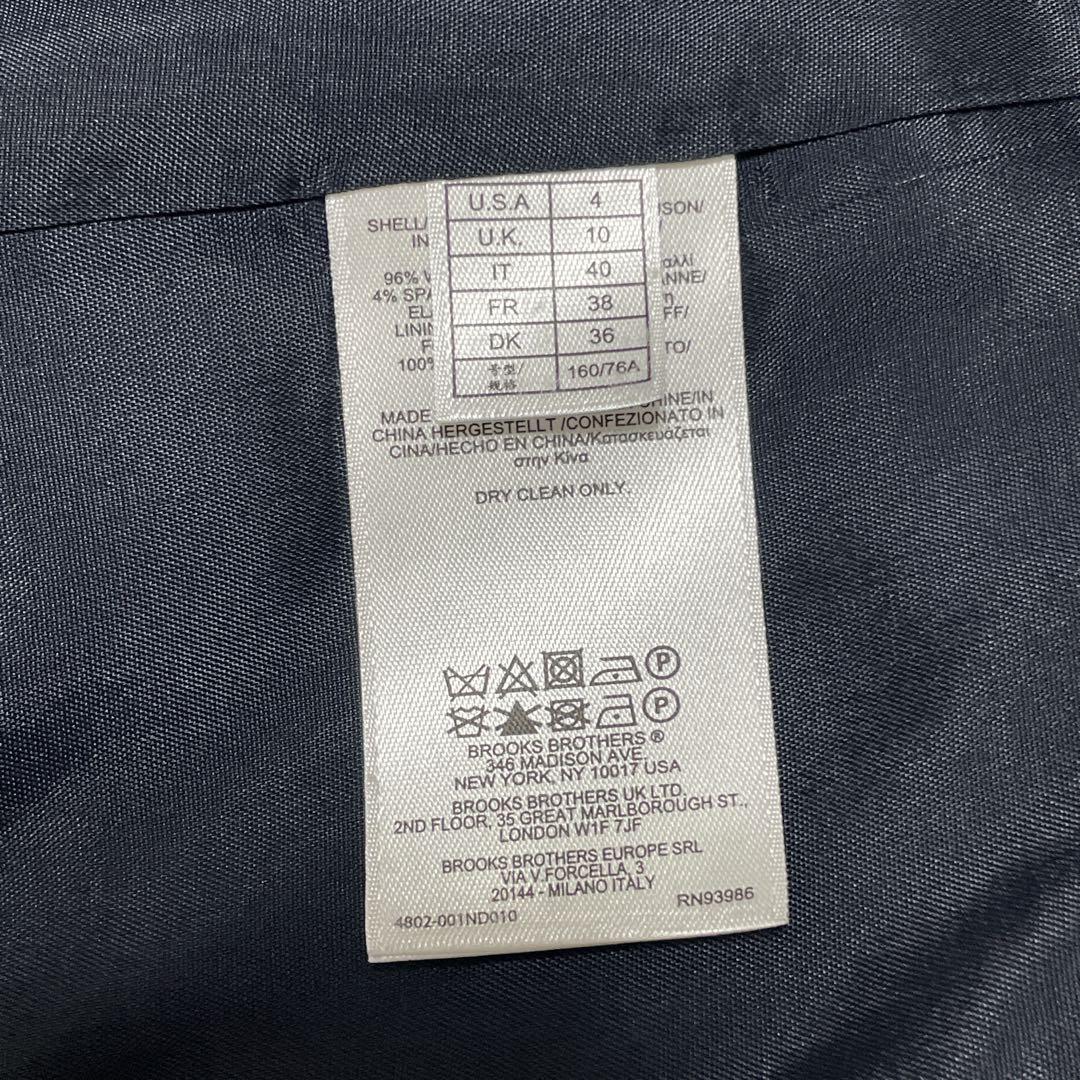 U.S.A 4
U.K. 10
IT 40
FR 38
DK 36
号型/
规格 160/76A
SHELL/
IN
96%
4%
100%
MADE
CHINA HERGESTELLT /CONFEZIONATO IN
CINA/HECHO EN CHINA/Κατασκευάζεται
στην Κίνα
DRY CLEAN ONLY.
P
P
BROOKS BROTHERS ®
346 MADISON AVE
NEW YORK, NY 10017 USA
BROOKS BROTHERS UK LTD.
2ND FLOOR, 35 GREAT MARLBOROUGH ST.,
LONDON W1F 7JF
BROOKS BROTHERS EUROPE SRL
VIA V.FORCELLA, 3
20144 - MILANO ITALY
4802-001ND010 RN93986